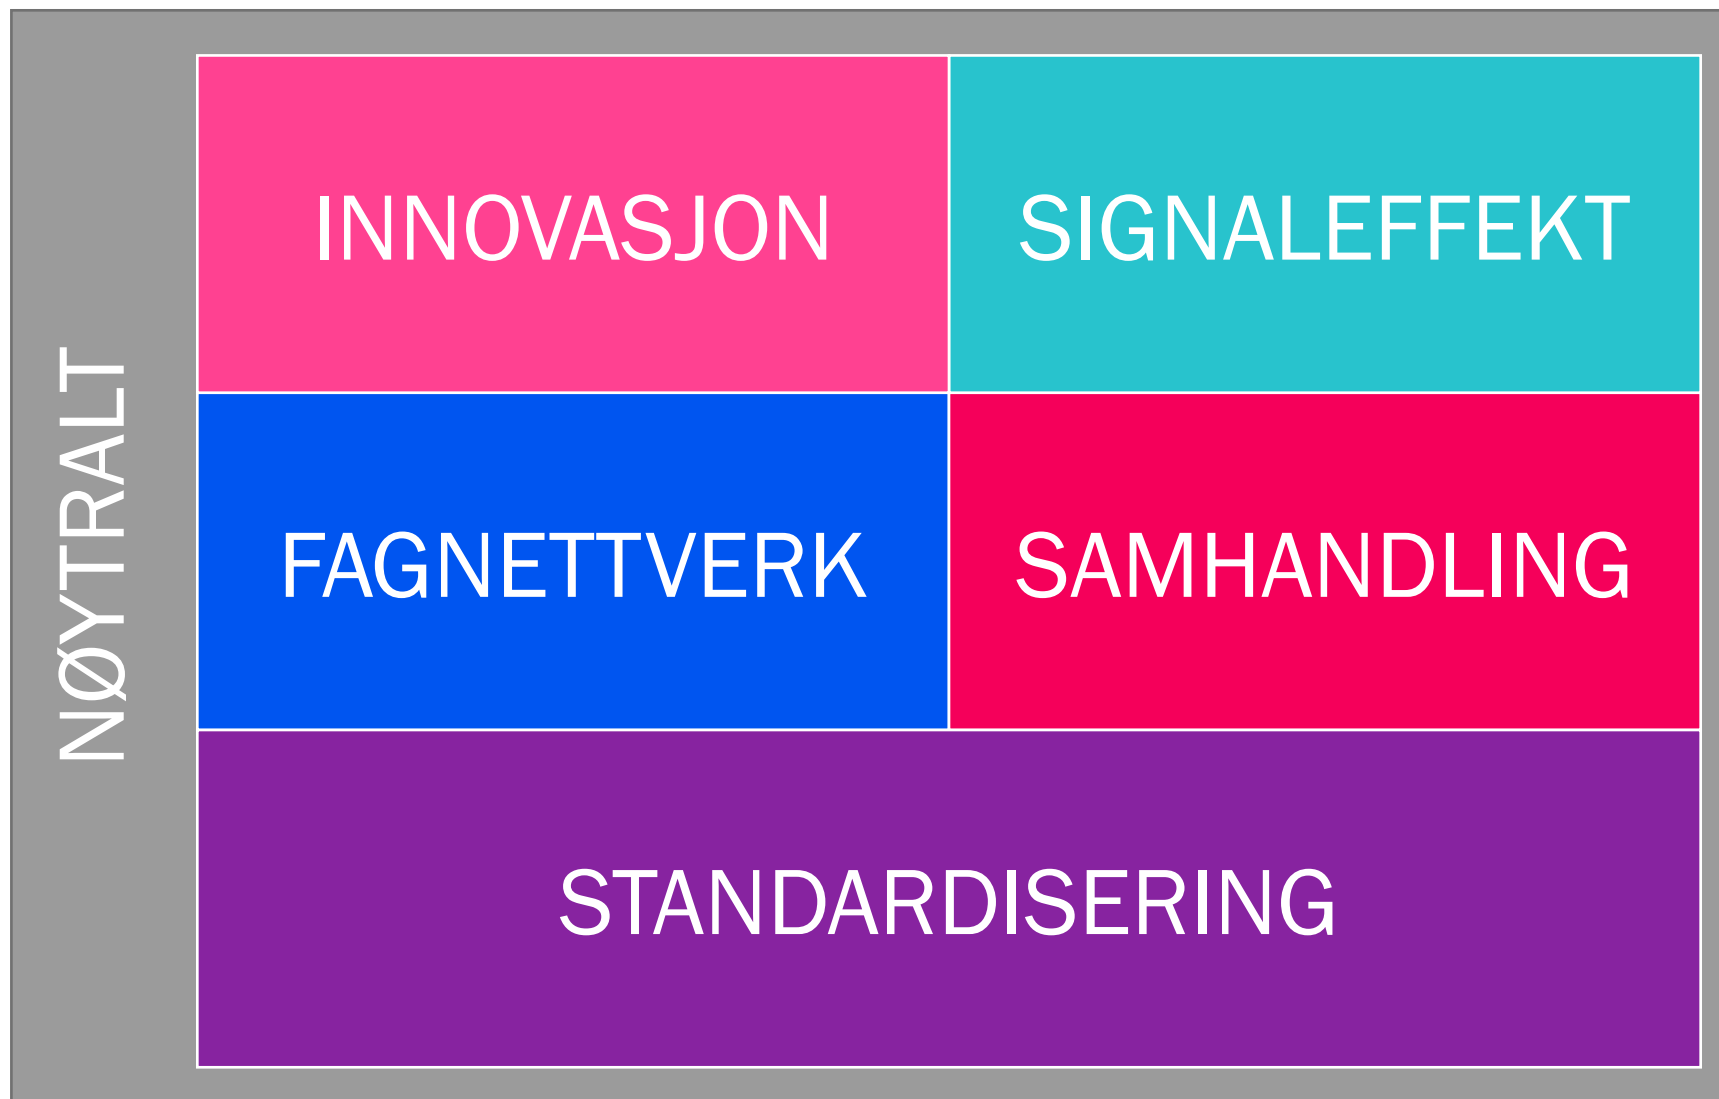 NØYTRALT
INNOVASJON
SIGNALEFFEKT
FAGNETTVERK
SAMHANDLING
STANDARDISERING